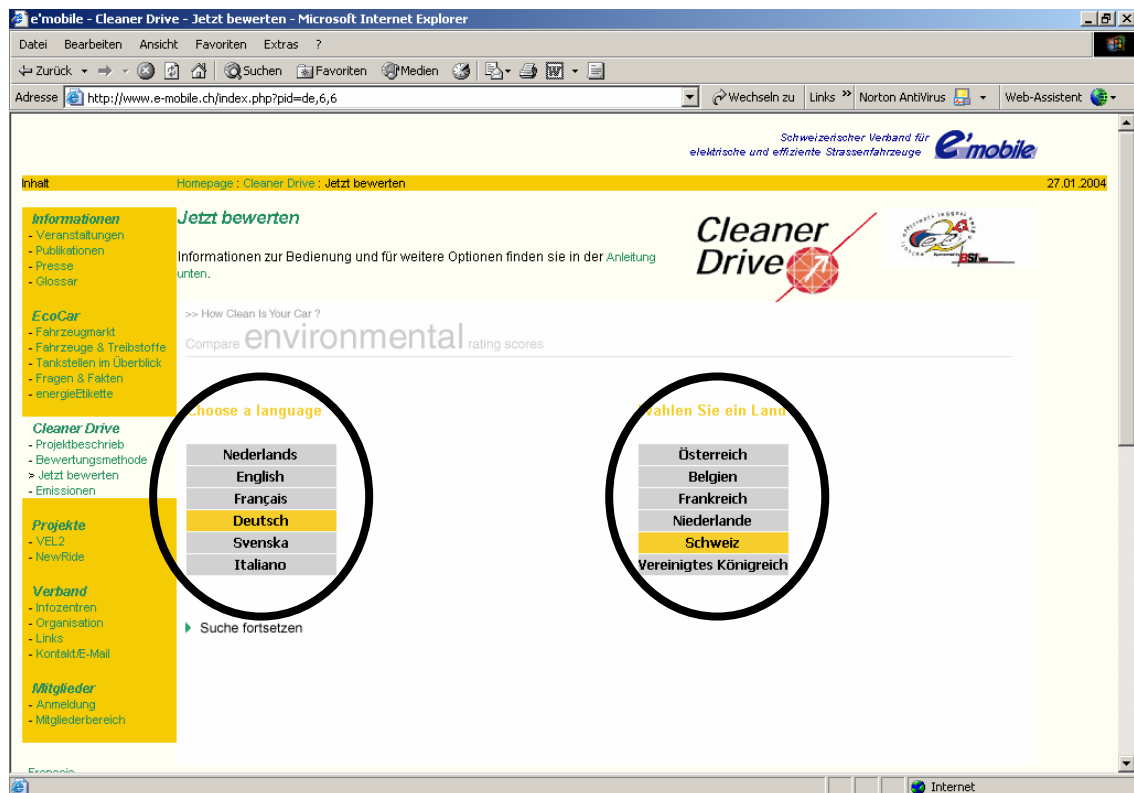 e'mobile - Cleaner Drive - Jetzt bewerten - Microsoft Internet Explorer
Datei Bearbeiten Ansicht Favoriten Extras ?
Zurück Suchen Favoriten Medien
Adresse http://www.e-mobile.ch/index.php?pid=de,6,6 Wechseln zu Links » Norton AntiVirus Web-Assistent
Schweizerischer Verband für
elektrische und effiziente Strassenfahrzeuge
e'mobile
Inhalt Homepage : Cleaner Drive : Jetzt bewerten 27.01.2004
Informationen
- Veranstaltungen
- Publikationen
- Presse
- Glossar
EcoCar
- Fahrzeugmarkt
- Fahrzeuge & Treibstoffe
- Tankstellen im Überblick
- Fragen & Fakten
- energieEtikette
Cleaner Drive
- Projektbeschrieb
- Bewertungsmethode
> Jetzt bewerten
- Emissionen
Projekte
- VEL2
- NewRide
Verband
- Infozentren
- Organisation
- Links
- Kontakt/E-Mail
Mitglieder
- Anmeldung
- Mitgliederbereich
Français
Jetzt bewerten
Informationen zur Bedienung und für weitere Optionen finden sie in der Anleitung
unten.
Cleaner
Drive
BSI
>> How Clean Is Your Car ?
Compare environmental rating scores
Choose a language
Nederlands
English
Français
Deutsch
Svenska
Italiano
Wählen Sie ein Land
Österreich
Belgien
Frankreich
Niederlande
Schweiz
Vereinigtes Königreich
Suche fortsetzen
Internet